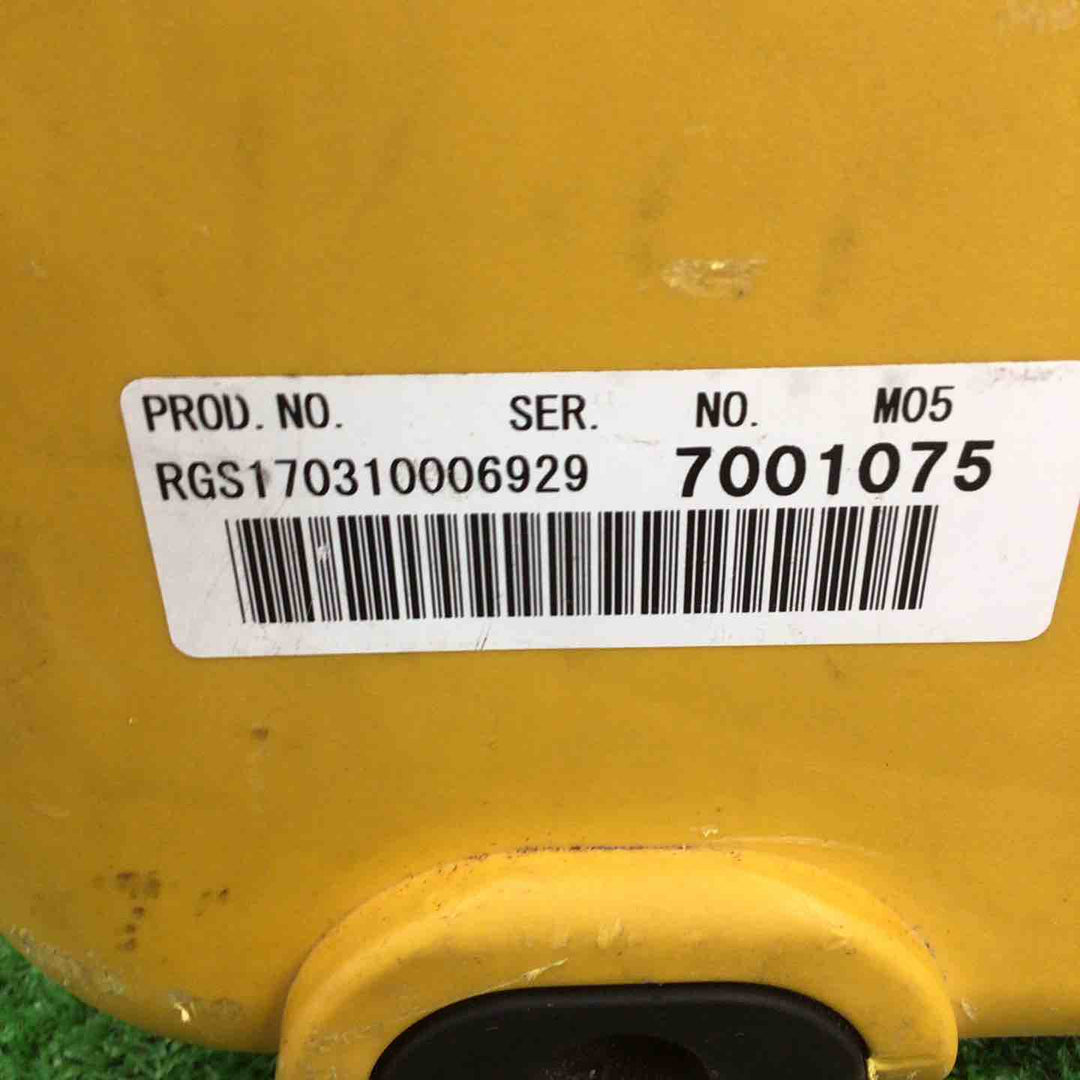 PROD. NO. SER. NO. M05
RGS170310006929 7001075